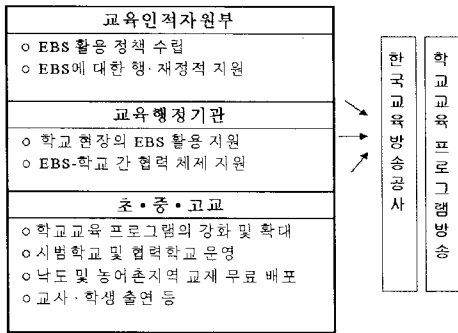 교육인적자원부
○ EBS 활용 정책 수립
○ EBS에 대한 행·재정적 지원
교육행정기관
○ 학교 현장의 EBS 활용 지원
○ EBS-학교 간 협력 체제 지원
초·중·고교
○ 학교교육 프로그램의 강화 및 확대
○ 시범학교 및 협력학교 운영
○ 낙도 및 농어촌지역 교재 무료 배포
○ 교사·학생 출연 등
한국교육방송공사
학교교육 프로그램방송